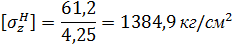 [σ_z^H] = 61,2 / 4,25 = 1384,9 кг/см²